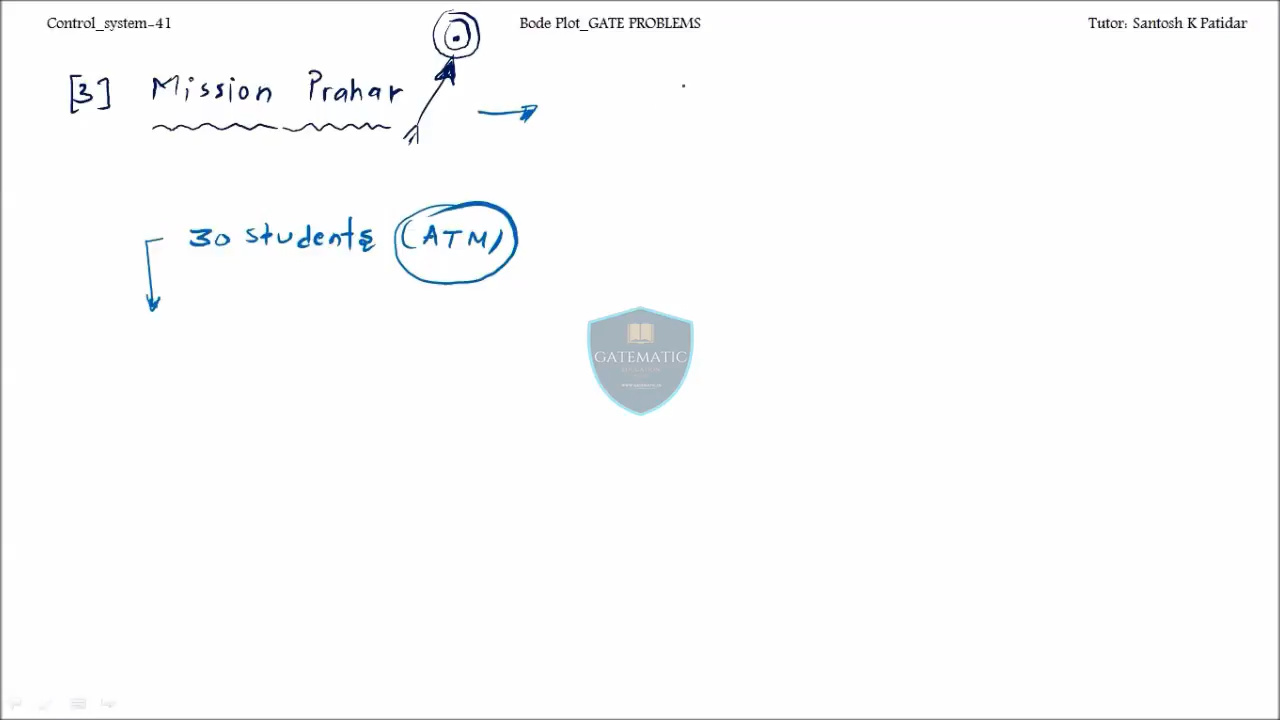 Control_system-41
Bode Plot_GATE PROBLEMS
Tutor: Santosh K Patidar
[3] Mission Prahar
30 students (ATM)
GATEMATIC